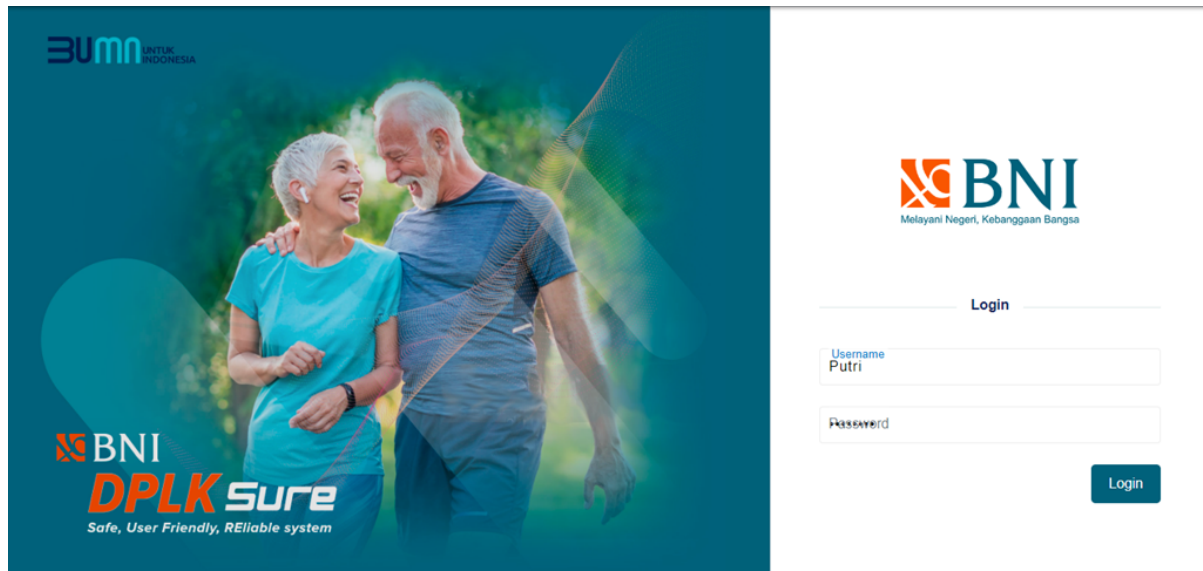 BUMN UNTUK
INDONESIA
BNI
DPLK Sure
Safe, User Friendly, REliable system
BNI
Melayani Negeri, Kebanggaan Bangsa
Login
Username
Putri
Password
Login